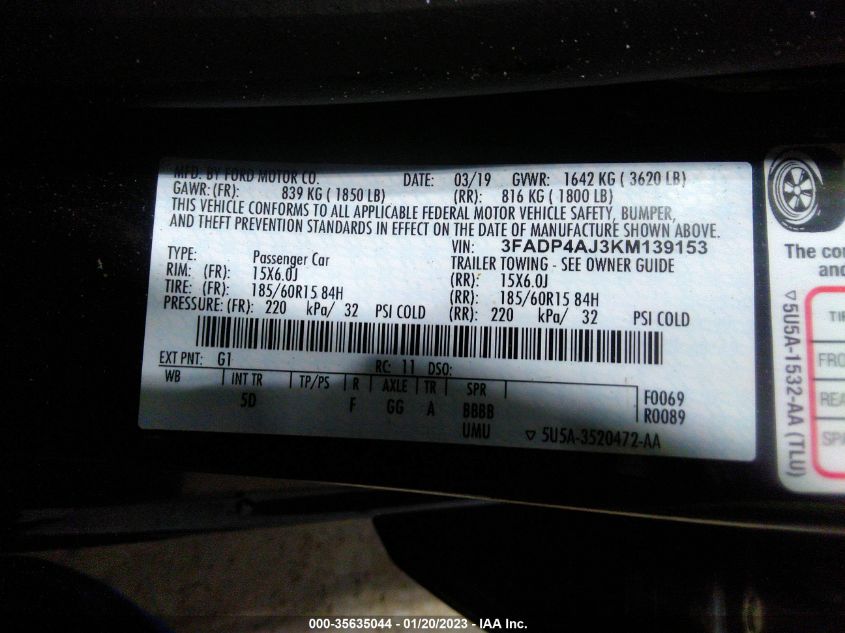 MFD. BY FORD MOTOR CO. DATE: 03/19 GVWR: 1642 KG ( 3620 LB)
GAWR: (FR): 839 KG ( 1850 LB) (RR): 816 KG ( 1800 LB)
THIS VEHICLE CONFORMS TO ALL APPLICABLE FEDERAL MOTOR VEHICLE SAFETY, BUMPER,
AND THEFT PREVENTION STANDARDS IN EFFECT ON THE DATE OF MANUFACTURE SHOWN ABOVE.
VIN: 3FADP4AJ3KM139153
TYPE: Passenger Car TRAILER TOWING - SEE OWNER GUIDE
RIM: (FR): 15X6.0J (RR): 15X6.0J
TIRE: (FR): 185/60R15 84H (RR): 185/60R15 84H
PRESSURE: (FR): 220 kPa/ 32 PSI COLD (RR): 220 kPa/ 32 PSI COLD
EXT PNT: G1 RC: 11 DSO:
WB INT TR TP/PS R AXLE TR SPR
5D F GG A BBBB F0069
UMU R0089
▽ 5U5A-3520472-AA
The co
and
▽ 5U5A-1532-AA (TLU)
TI
FRO
REA
SPA
000-35635044 - 01/20/2023 - IAA Inc.